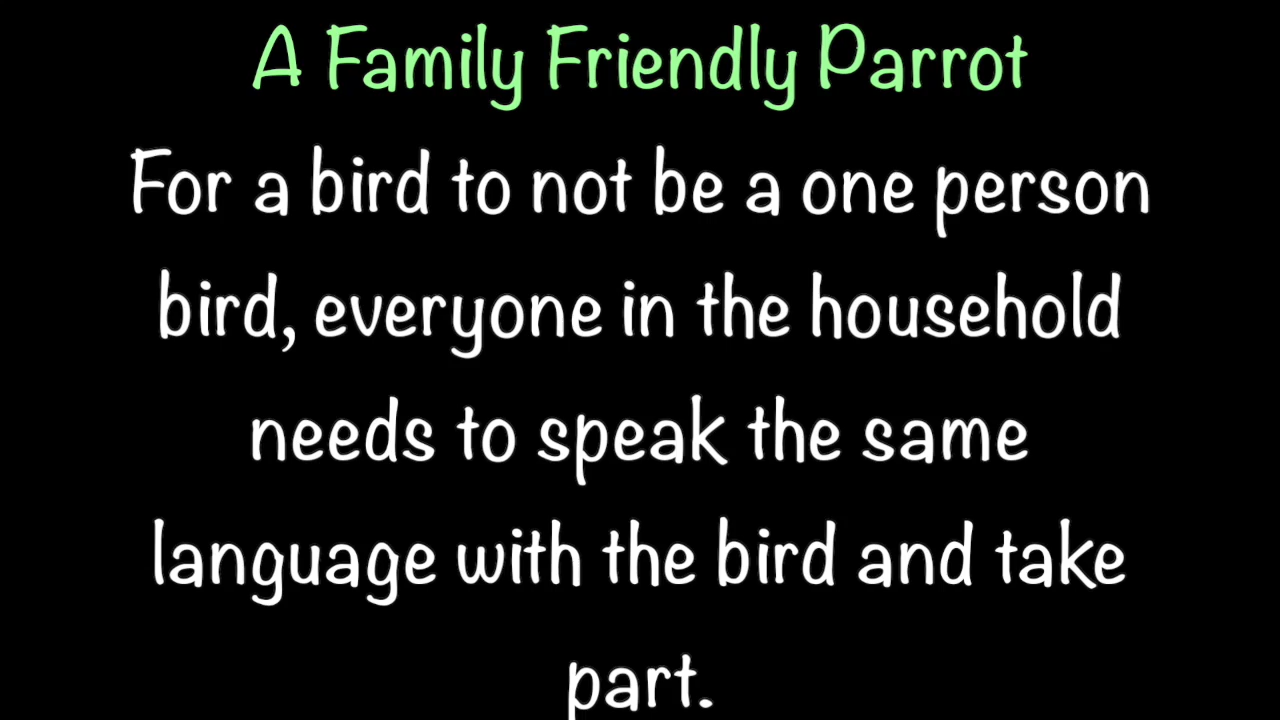 A Family Friendly Parrot
For a bird to not be a one person
bird, everyone in the household
needs to speak the same
language with the bird and take
part.